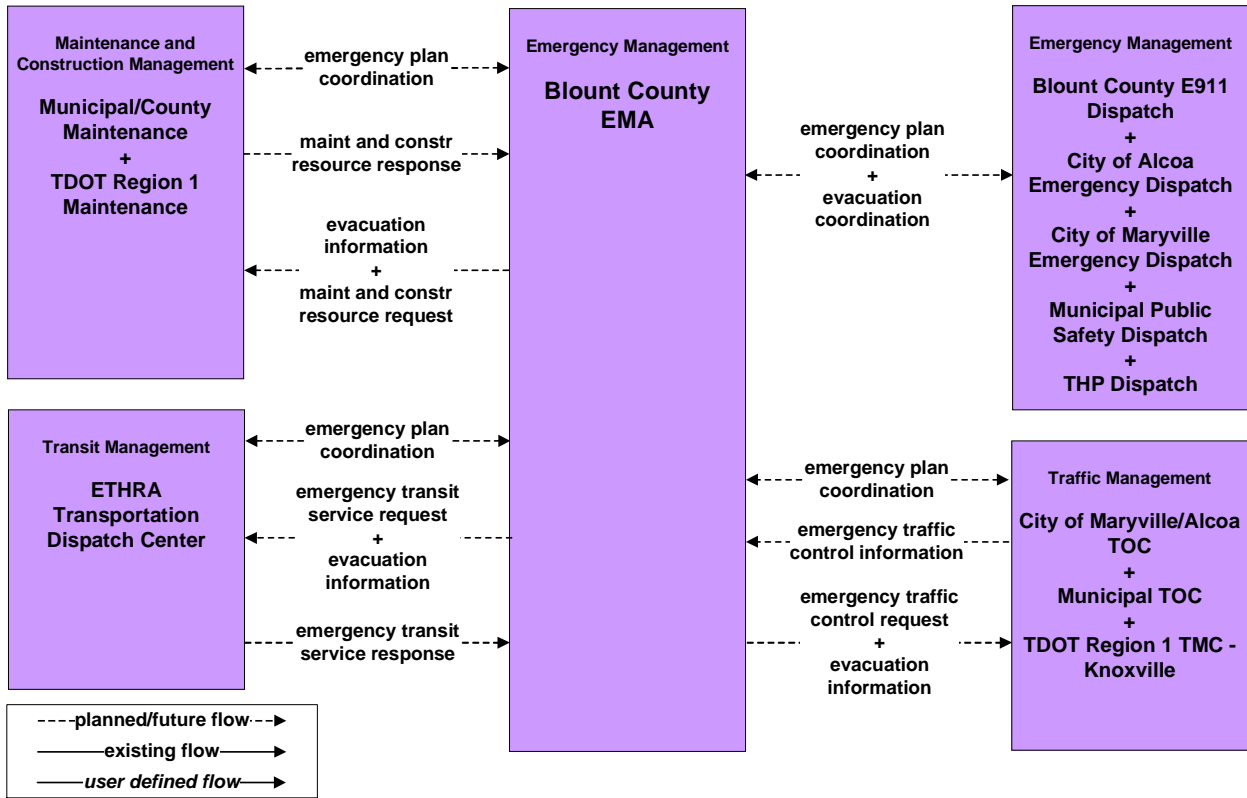 Maintenance and
Construction Management
Municipal/County
Maintenance
+
TDOT Region 1
Maintenance
emergency plan
coordination
maint and constr
resource response
evacuation
information
+
maint and constr
resource request
Transit Management
ETHRA
Transportation
Dispatch Center
emergency plan
coordination
emergency transit
service request
+
evacuation
information
emergency transit
service response
Emergency Management
Blount County
EMA
emergency plan
coordination
+
evacuation
coordination
Emergency Management
Blount County E911
Dispatch
+
City of Alcoa
Emergency Dispatch
+
City of Maryville
Emergency Dispatch
+
Municipal Public
Safety Dispatch
+
THP Dispatch
emergency plan
coordination
emergency traffic
control information
emergency traffic
control request
+
evacuation
information
Traffic Management
City of Maryville/Alcoa
TOC
+
Municipal TOC
+
TDOT Region 1 TMC -
Knoxville
planned/future flow
existing flow
user defined flow